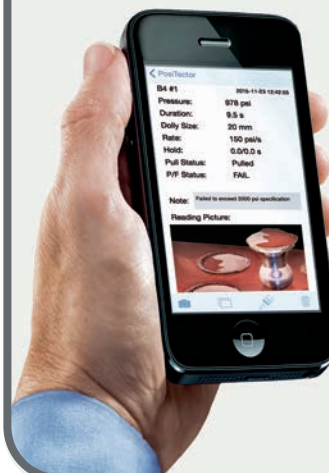 PosiTector
B4 #1 2015-11-23 12:42:55
Pressure: 978 psi
Duration: 9.5 s
Dolly Size: 20 mm
Rate: 150 psi/s
Hold: 0.0/0.0 s
Pull Status: Pulled
P/F Status: FAIL
Note: Failed to exceed 2000 psi specification
Reading Picture: